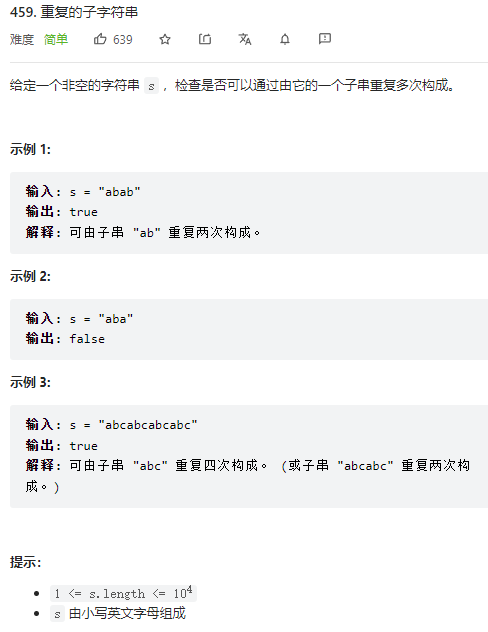 459. 重复的子字符串
难度 简单 639
给定一个非空的字符串 s ，检查是否可以通过由它的一个子串重复多次构成。
示例 1:
输入: s = "abab"
输出: true
解释: 可由子串 "ab" 重复两次构成。
示例 2:
输入: s = "aba"
输出: false
示例 3:
输入: s = "abcabcabcabc"
输出: true
解释: 可由子串 "abc" 重复四次构成。 (或子串 "abcabc" 重复两次构
成。)
提示：
1 <= s.length <= 10⁴
s 由小写英文字母组成